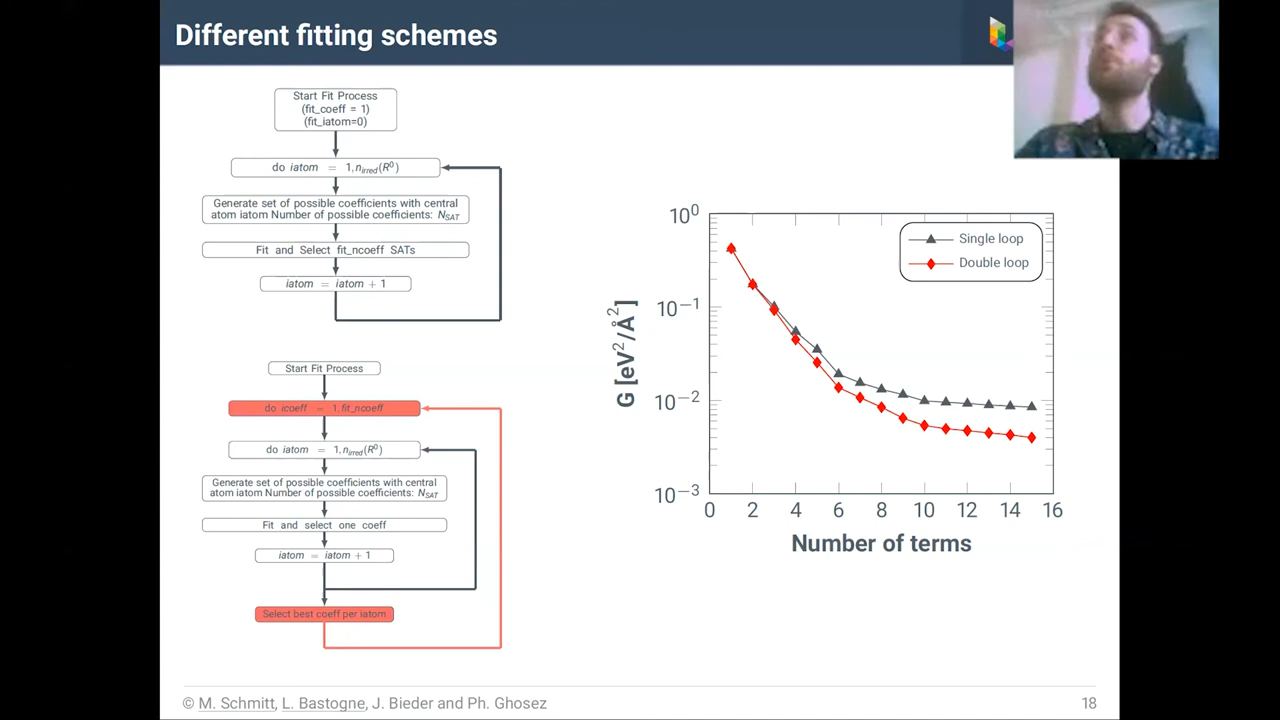 Different fitting schemes
Start Fit Process
(fit_coeff = 1)
(fit_iatom=0)
do iatom = 1, nirred(R⁰)
Generate set of possible coefficients with central
atom iatom Number of possible coefficients: NSAT
Fit and Select fit_ncoeff SATs
iatom = iatom + 1
Start Fit Process
do icoeff = 1, fit_ncoeff
do iatom = 1, nirred(R⁰)
Generate set of possible coefficients with central
atom iatom Number of possible coefficients: NSAT
Fit and select one coeff
iatom = iatom + 1
Select best coeff per iatom
G [eV²/Å²]
10⁰
10⁻¹
10⁻²
10⁻³
Single loop
Double loop
0 2 4 6 8 10 12 14 16
Number of terms
© M. Schmitt, L. Bastogne, J. Bieder and Ph. Ghosez
18